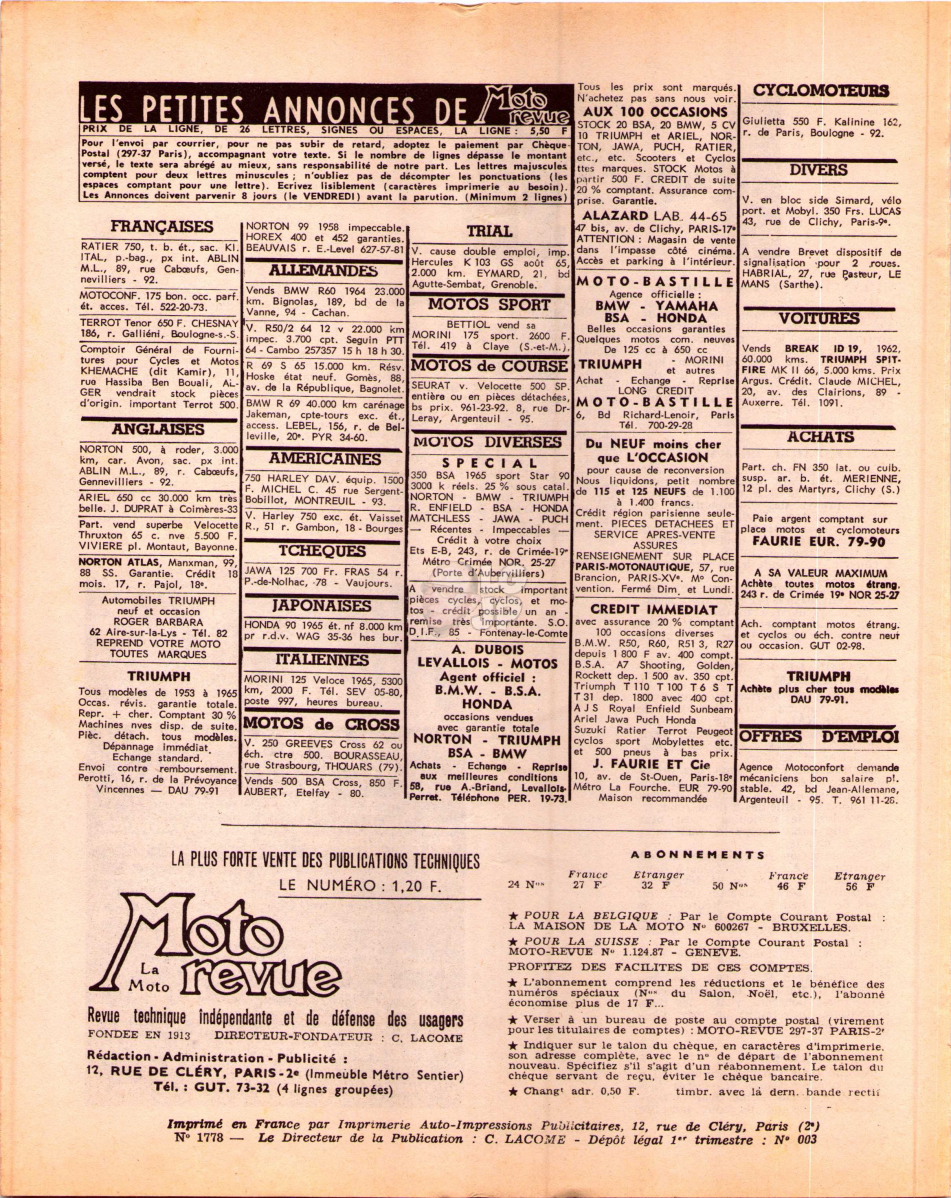 LES PETITES ANNONCES DE Moto revue
PRIX DE LA LIGNE, DE 26 LETTRES, SIGNES OU ESPACES, LA LIGNE : 5,50 F
Pour l'envoi par courrier, pour ne pas subir de retard, adoptez le paiement par Chèque-
Postal (297-37 Paris), accompagnant votre texte. Si le nombre de lignes dépasse le montant
versé, le texte sera abrégé au mieux, sans responsabilité de notre part. Les lettres majuscules
comptent pour deux lettres minuscules ; n'oubliez pas de décompter les ponctuations (les
espaces comptant pour une lettre). Ecrivez lisiblement (caractères imprimerie au besoin).
Les Annonces doivent parvenir 8 jours (le VENDREDI) avant la parution. (Minimum 2 lignes)
FRANÇAISES
RATIER 750, t. b. ét., sac. Kl.
ITAL, p.-bag., px int. ABLIN
M.L., 89, rue Cabœufs, Gen-
nevilliers - 92.
MOTOCONF. 175 bon. occ. parf.
ét. acces. Tél. 522-20-73.
TERROT Tenor 650 F. CHESNAY
186, r. Galliéni, Boulogne-s.-S.
Comptoir Général de Fourni-
tures pour Cycles et Motos
KHEMACHE (dit Kamir), 11,
rue Hassiba Ben Bouali, AL-
GER vendrait stock pièces
d'origin. important Terrot 500.
ANGLAISES
NORTON 500, à roder, 3.000
km, car. Avon, sac. px int.
ABLIN M.L., 89, r. Cabœufs,
Gennevilliers - 92.
ARIEL 650 cc 30.000 km très
belle. J. DUPRAT à Coimères-33
Part. vend superbe Velocette
Thruxton 65 c. nve 5.500 F.
VIVIERE pl. Montaut, Bayonne.
NORTON ATLAS, Manxman, 99,
88 SS. Garantie. Crédit 18
mois. 17, r. Pajol, 18e.
Automobiles TRIUMPH
neuf et occasion
ROGER BARBARA
62 Aire-sur-la-Lys - Tél. 82
REPREND VOTRE MOTO
TOUTES MARQUES
TRIUMPH
Tous modèles de 1953 à 1965
Occas. révis. garantie totale.
Repr. + cher. Comptant 30 %
Machines nves disp. de suite.
Pièc. détach. tous modèles.
Dépannage immédiat.
Echange standard.
Envoi contre remboursement.
Perotti, 16, r. de la Prévoyance
Vincennes — DAU 79-91
NORTON 99 1958 impeccable.
HOREX 400 et 452 garanties.
BEAUVAIS r. E.-Level 627-57-81
ALLEMANDES
Vends BMW R60 1964 23.000
km. Bignolas, 189, bd de la
Vanne, 94 - Cachan.
V. R50/2 64 12 v 22.000 km
impec. 3.700 cpt. Seguin PTT
64 - Cambo 257357 15 h 18 h 30.
R 69 S 65 15.000 km. Résv.
Hoske état neuf. Gomès, 88,
av. de la République, Bagnolet.
BMW R 69 40.000 km carénage
Jakeman, cpte-tours exc. ét.,
access. LEBEL, 156, r. de Bel-
leville, 20e. PYR 34-60.
AMERICAINES
750 HARLEY DAV. équip. 1500
F. MICHEL C. 45 rue Sergent-
Bobillot, MONTREUIL - 93.
V. Harley 750 exc. ét. Vaisset
R., 51 r. Gambon, 18 - Bourges
TCHEQUES
JAWA 125 700 Fr. FRAS 54 r.
P.-de-Nolhac, -78 - Vaujours.
JAPONAISES
HONDA 90 1965 ét. nf 8.000 km
pr r.d.v. WAG 35-36 hes bur.
ITALIENNES
MORINI 125 Veloce 1965, 5300
km, 2000 F. Tél. SEV 05-80,
poste 997, heures bureau.
MOTOS de CROSS
V. 250 GREEVES Cross 62 ou
éch. ctre 500. BOURASSEAU,
rue Strasbourg, THOUARS (79).
Vends 500 BSA Cross, 850 F.
AUBERT, Etelfay - 80.
TRIAL
V. cause double emploi, imp.
Hercules K 103 GS août 65,
2.000 km. EYMARD, 21, bd
Agutte-Sembat, Grenoble.
MOTOS SPORT
BETTIOL vend sa
MORINI 175 sport. 2600 F.
Tél. 419 à Claye (S.-et-M.).
MOTOS de COURSE
SEURAT v. Velocette 500 SP.
entière ou en pièces détachées,
bs prix. 961-23-92. 8, rue Dr-
Leray, Argenteuil - 95.
MOTOS DIVERSES
SPECIAL
350 BSA 1965 sport Star 90
3000 k réels. 25 % sous catal.
NORTON - BMW - TRIUMPH
R. ENFIELD - BSA - HONDA
MATCHLESS - JAWA - PUCH
— Récentes - Impeccables —
Crédit à votre choix
Ets E-B, 243, r. de Crimée-19e
Métro Crimée NOR. 25-27
(Porte d'Aubervilliers)
A vendre stock important
pièces cycles, cyclos, et mo-
tos - crédit possible un an -
remise très importante. S.O.
D.I.F., 85 - Fontenay-le-Comte
A. DUBOIS
LEVALLOIS - MOTOS
Agent officiel :
B.M.W. - B.S.A.
HONDA
occasions vendues
avec garantie totale
NORTON - TRIUMPH
BSA - BMW
Achats - Echange - Reprise
aux meilleures conditions
58, rue A.-Briand, Levallois-
Perret. Téléphone PER. 19-73.
Tous les prix sont marqués.
N'achetez pas sans nous voir.
AUX 100 OCCASIONS
STOCK 20 BSA, 20 BMW, 5 CV
10 TRIUMPH et ARIEL, NOR-
TON, JAWA, PUCH, RATIER,
etc., etc. Scooters et Cyclos
ttes marques. STOCK Motos à
partir 500 F. CREDIT de suite
20 % comptant. Assurance com-
prise. Garantie.
ALAZARD LAB. 44-65
47 bis, av. de Clichy, PARIS-17e
ATTENTION : Magasin de vente
dans l'impasse côté cinéma.
Accès et parking à l'intérieur.
MOTO-BASTILLE
Agence officielle :
BMW - YAMAHA
BSA - HONDA
Belles occasions garanties
Quelques motos com. neuves
De 125 cc à 650 cc
TRIUMPH - MORINI
et autres
Achat - Echange - Reprise
LONG CREDIT
MOTO-BASTILLE
6, Bd Richard-Lenoir, Paris
Tél. 700-29-28
Du NEUF moins cher
que L'OCCASION
pour cause de reconversion
Nous liquidons, petit nombre
de 115 et 125 NEUFS de 1.100
à 1.400 francs.
Crédit région parisienne seule-
ment. PIECES DETACHEES ET
SERVICE APRES-VENTE
ASSURES
RENSEIGNEMENT SUR PLACE
PARIS-MOTONAUTIQUE, 57, rue
Brancion, PARIS-XVe. Mo Con-
vention. Fermé Dim. et Lundi.
CREDIT IMMEDIAT
avec assurance 20 % comptant
100 occasions diverses
B.M.W. R50, R60, R51 3, R27
depuis 1 800 F av. 400 compt.
B.S.A. A7 Shooting, Golden,
Rockett dep. 1 500 av. 350 cpt.
Triumph T 110 T 100 T 6 S T
T 31 dep. 1800 avec 400 cpt.
A J S Royal Enfield Sunbeam
Ariel Jawa Puch Honda
Suzuki Ratier Terrot Peugeot
cyclos sport Mobylettes etc.
et 500 pneus à bas prix.
J. FAURIE ET Cie
10, av. de St-Ouen, Paris-18e
Métro La Fourche. EUR 79-90
Maison recommandée
CYCLOMOTEURS
Giulietta 550 F. Kalinine 162,
r. de Paris, Boulogne - 92.
DIVERS
V. en bloc side Simard, vélo
port. et Mobyl. 350 Frs. LUCAS
43, rue de Clichy, Paris-9e.
A vendre Brevet dispositif de
signalisation pour 2 roues.
HABRIAL, 27, rue Pasteur, LE
MANS (Sarthe).
VOITURES
Vends BREAK ID 19, 1962,
60.000 kms. TRIUMPH SPIT-
FIRE MK II 66, 5.000 kms. Prix
Argus. Crédit. Claude MICHEL,
20, av. des Clairions, 89 -
Auxerre. Tél. 1091.
ACHATS
Part. ch. FN 350 lat. ou culb.
susp. ar. b. ét. MERIENNE,
12 pl. des Martyrs, Clichy (S.)
Paie argent comptant sur
place motos et cyclomoteurs
FAURIE EUR. 79-90
A SA VALEUR MAXIMUM
Achète toutes motos étrang.
243 r. de Crimée 19e NOR 25-27
Ach. comptant motos étrang.
et cyclos ou éch. contre neuf
ou occasion. GUT 02-98.
TRIUMPH
Achète plus cher tous modèles
DAU 79-91.
OFFRES D'EMPLOI
Agence Motoconfort demande
mécaniciens bon salaire pl.
stable. 42, bd Jean-Allemane,
Argenteuil - 95. T. 961 11-26.
LA PLUS FORTE VENTE DES PUBLICATIONS TECHNIQUES
LE NUMÉRO : 1,20 F.
Moto revue
La Moto
Revue technique indépendante et de défense des usagers
FONDEE EN 1913 DIRECTEUR-FONDATEUR : C. LACOME
Rédaction - Administration - Publicité :
12, RUE DE CLÉRY, PARIS-2e (Immeuble Métro Sentier)
Tél. : GUT. 73-32 (4 lignes groupées)
ABONNEMENTS
France Etranger France Etranger
24 Nos 27 F 32 F 50 Nos 46 F 56 F
★ POUR LA BELGIQUE : Par le Compte Courant Postal :
LA MAISON DE LA MOTO No 600267 - BRUXELLES.
★ POUR LA SUISSE : Par le Compte Courant Postal :
MOTO-REVUE No 1.124.87 - GENEVE.
PROFITEZ DES FACILITES DE CES COMPTES.
★ L'abonnement comprend les réductions et le bénéfice des
numéros spéciaux (Nos du Salon, Noël, etc.), l'abonné
économise plus de 17 F...
★ Verser à un bureau de poste au compte postal (virement
pour les titulaires de comptes) : MOTO-REVUE 297-37 PARIS-2e
★ Indiquer sur le talon du chèque, en caractères d'imprimerie,
son adresse complète, avec le no de départ de l'abonnement
nouveau. Spécifiez s'il s'agit d'un réabonnement. Le talon du
chèque servant de reçu, éviter le chèque bancaire.
★ Changt adr. 0,50 F. timbr. avec la dern. bande rectif
Imprimé en France par Imprimerie Auto-Impressions Publicitaires, 12, rue de Cléry, Paris (2e)
No 1778 — Le Directeur de la Publication : C. LACOME - Dépôt légal 1er trimestre : No 003